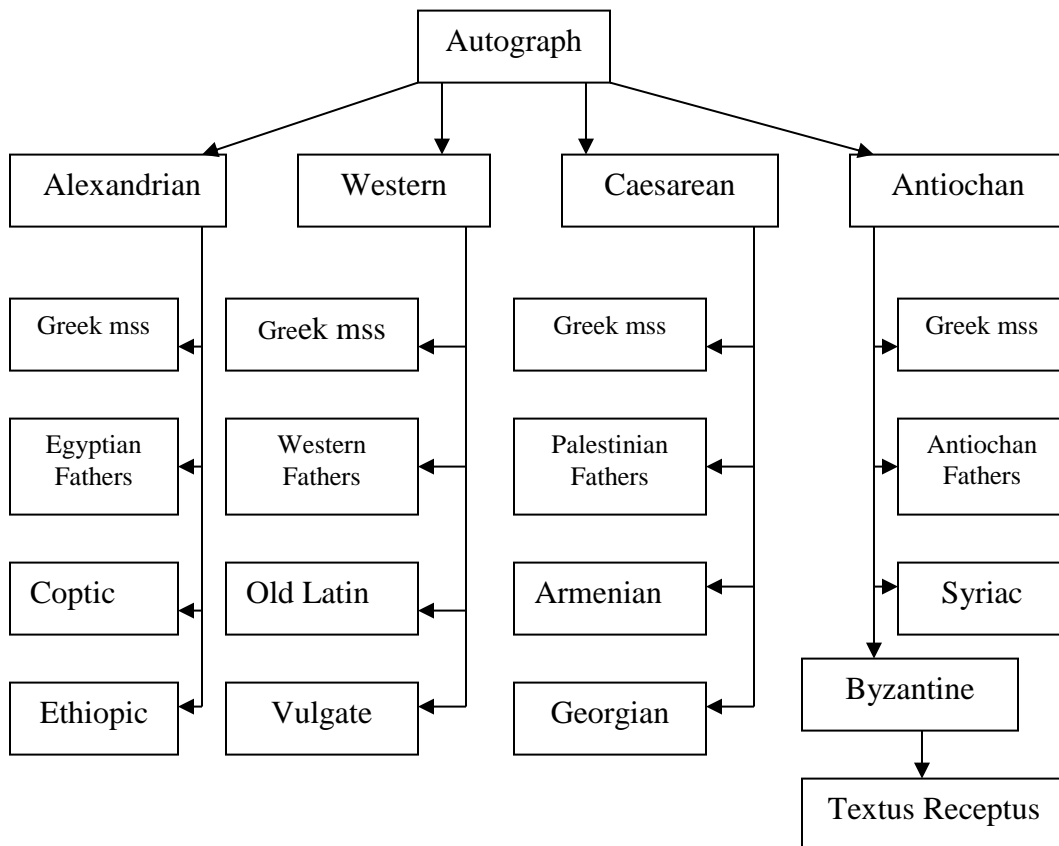 Autograph
Alexandrian
Western
Caesarean
Antiochan
Greek mss
Greek mss
Greek mss
Greek mss
Egyptian
Fathers
Western
Fathers
Palestinian
Fathers
Antiochan
Fathers
Coptic
Old Latin
Armenian
Syriac
Ethiopic
Vulgate
Georgian
Byzantine
Textus Receptus